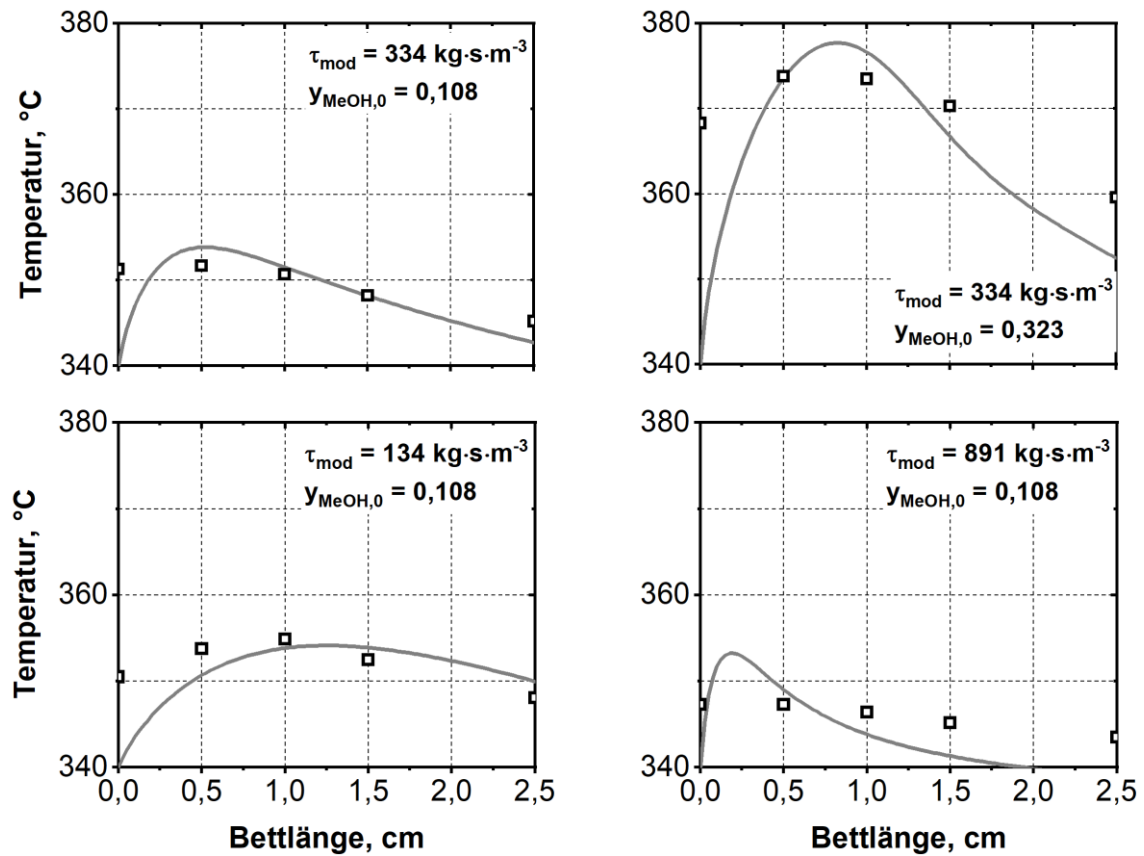 380
360
340
Temperatur, °C
τmod = 334 kg·s·m-3
yMeOH,0 = 0,108
380
360
340
τmod = 334 kg·s·m-3
yMeOH,0 = 0,323
380
360
340
Temperatur, °C
τmod = 134 kg·s·m-3
yMeOH,0 = 0,108
0,0 0,5 1,0 1,5 2,0 2,5
Bettlänge, cm
380
360
340
τmod = 891 kg·s·m-3
yMeOH,0 = 0,108
0,0 0,5 1,0 1,5 2,0 2,5
Bettlänge, cm